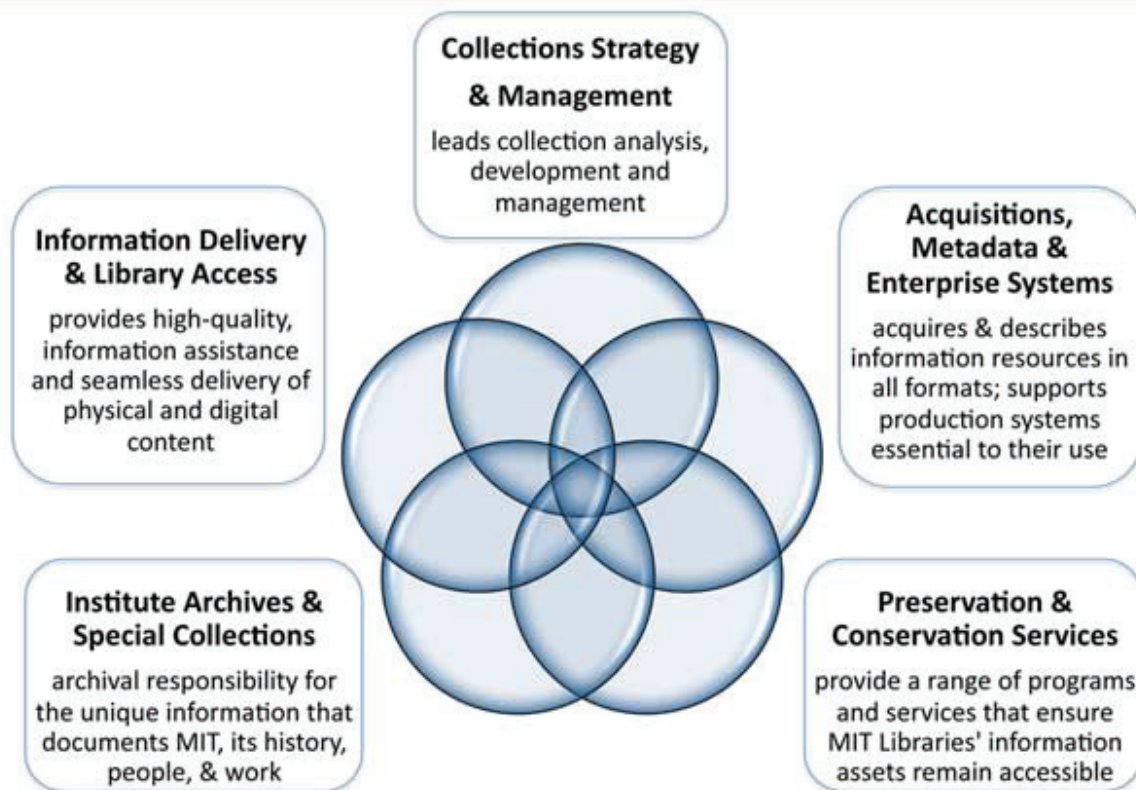 Collections Strategy
& Management
leads collection analysis,
development and
management
Information Delivery
& Library Access
provides high-quality,
information assistance
and seamless delivery of
physical and digital
content
Acquisitions,
Metadata &
Enterprise Systems
acquires & describes
information resources in
all formats; supports
production systems
essential to their use
Institute Archives &
Special Collections
archival responsibility for
the unique information that
documents MIT, its history,
people, & work
Preservation &
Conservation Services
provide a range of programs
and services that ensure
MIT Libraries' information
assets remain accessible